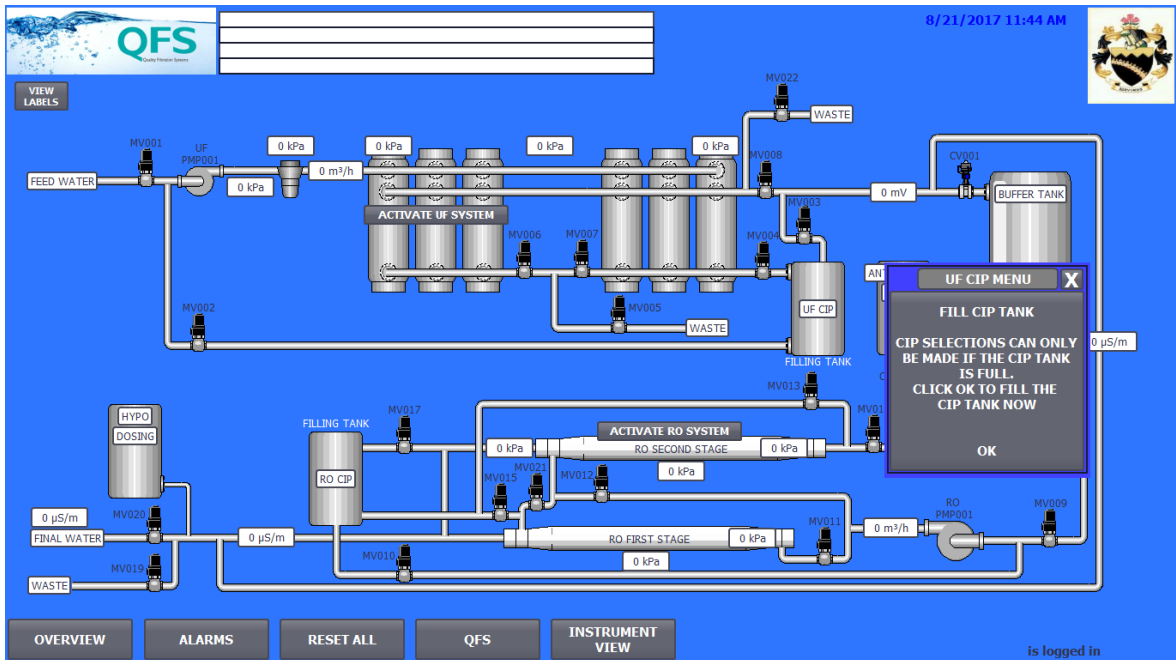 QFS
Quality Filtration Systems
8/21/2017 11:44 AM
VIEW
LABELS
MV022
WASTE
MV001
UF
PMP001
0 kPa
0 kPa
0 kPa
0 kPa
MV008
CV001
FEED WATER
0 kPa
0 m³/h
0 mV
BUFFER TANK
MV003
ACTIVATE UF SYSTEM
MV006
MV007
MV004
ANT
UF CIP MENU
X
MV002
MV005
UF CIP
FILL CIP TANK
WASTE
CIP SELECTIONS CAN ONLY
BE MADE IF THE CIP TANK
IS FULL.
CLICK OK TO FILL THE
CIP TANK NOW
OK
0 µS/m
FILLING TANK
C
MV013
HYPO
DOSING
FILLING TANK
MV017
ACTIVATE RO SYSTEM
MV01
0 kPa
RO SECOND STAGE
0 kPa
RO CIP
MV015
MV021
MV012
0 kPa
0 µS/m
MV020
MV011
RO
PMP001
MV009
FINAL WATER
0 µS/m
RO FIRST STAGE
0 kPa
0 m³/h
MV019
MV010
0 kPa
WASTE
OVERVIEW
ALARMS
RESET ALL
QFS
INSTRUMENT
VIEW
is logged in